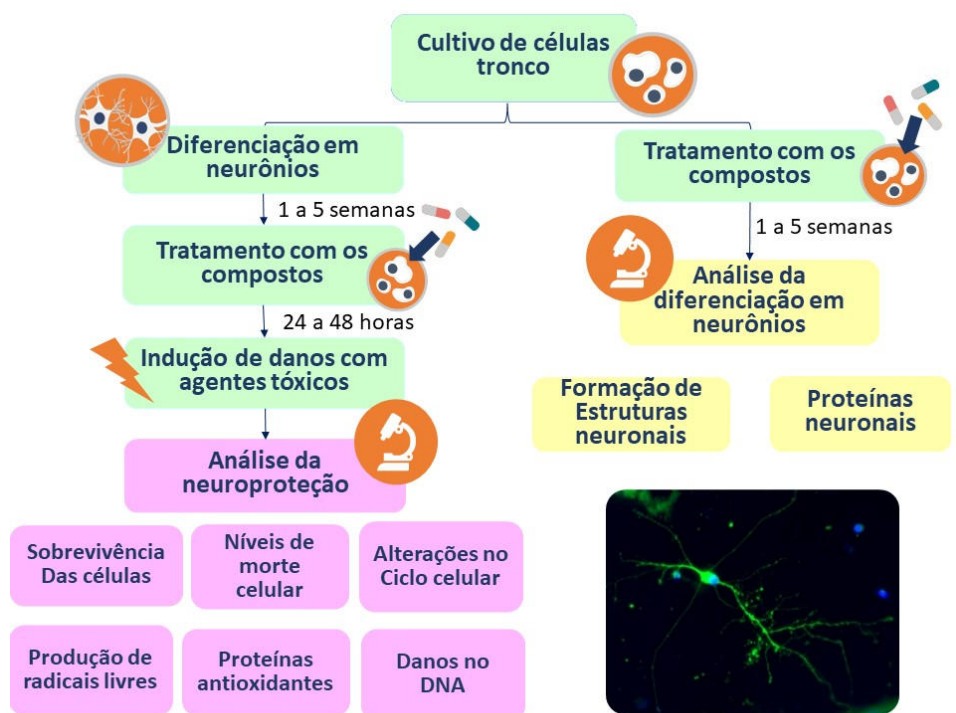 Cultivo de células
tronco
Diferenciação em
neurônios
1 a 5 semanas
Tratamento com os
compostos
24 a 48 horas
Indução de danos com
agentes tóxicos
Análise da
neuroproteção
Sobrevivência
Das células
Níveis de
morte
celular
Alterações no
Ciclo celular
Produção de
radicais livres
Proteínas
antioxidantes
Danos no
DNA
Tratamento com os
compostos
1 a 5 semanas
Análise da
diferenciação em
neurônios
Formação de
Estruturas
neuronais
Proteínas
neuronais